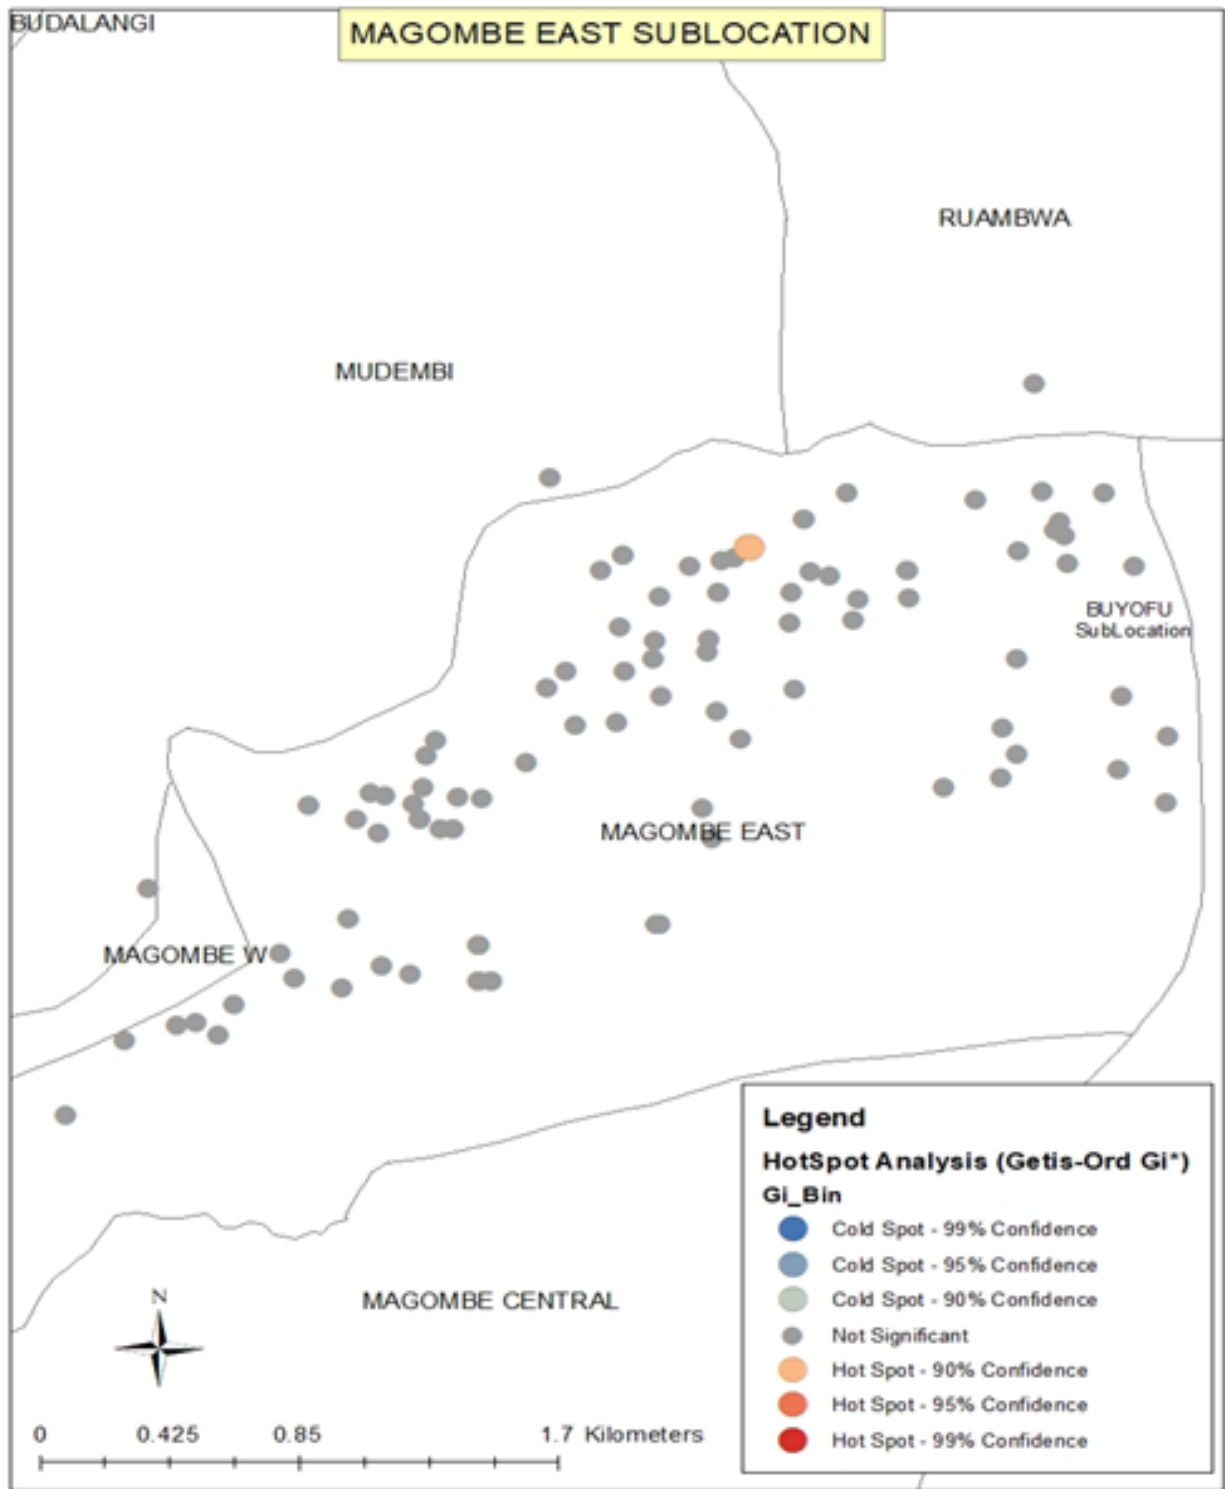 BUDALANGI
MAGOMBE EAST SUBLOCATION
RUAMBWA
MUDEMBI
BUYOFU
SubLocation
MAGOMBE EAST
MAGOMBE W
Legend
HotSpot Analysis (Getis-Ord Gi*)
Gi_Bin
Cold Spot - 99% Confidence
Cold Spot - 95% Confidence
Cold Spot - 90% Confidence
Not Significant
Hot Spot - 90% Confidence
Hot Spot - 95% Confidence
Hot Spot - 99% Confidence
MAGOMBE CENTRAL
N
0 0.425 0.85 1.7 Kilometers